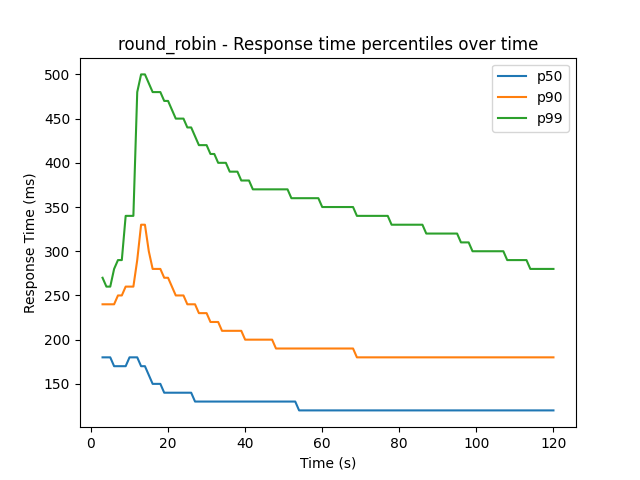 round_robin - Response time percentiles over time
p50
p90
p99
Response Time (ms)
500
450
400
350
300
250
200
150
0 20 40 60 80 100 120
Time (s)